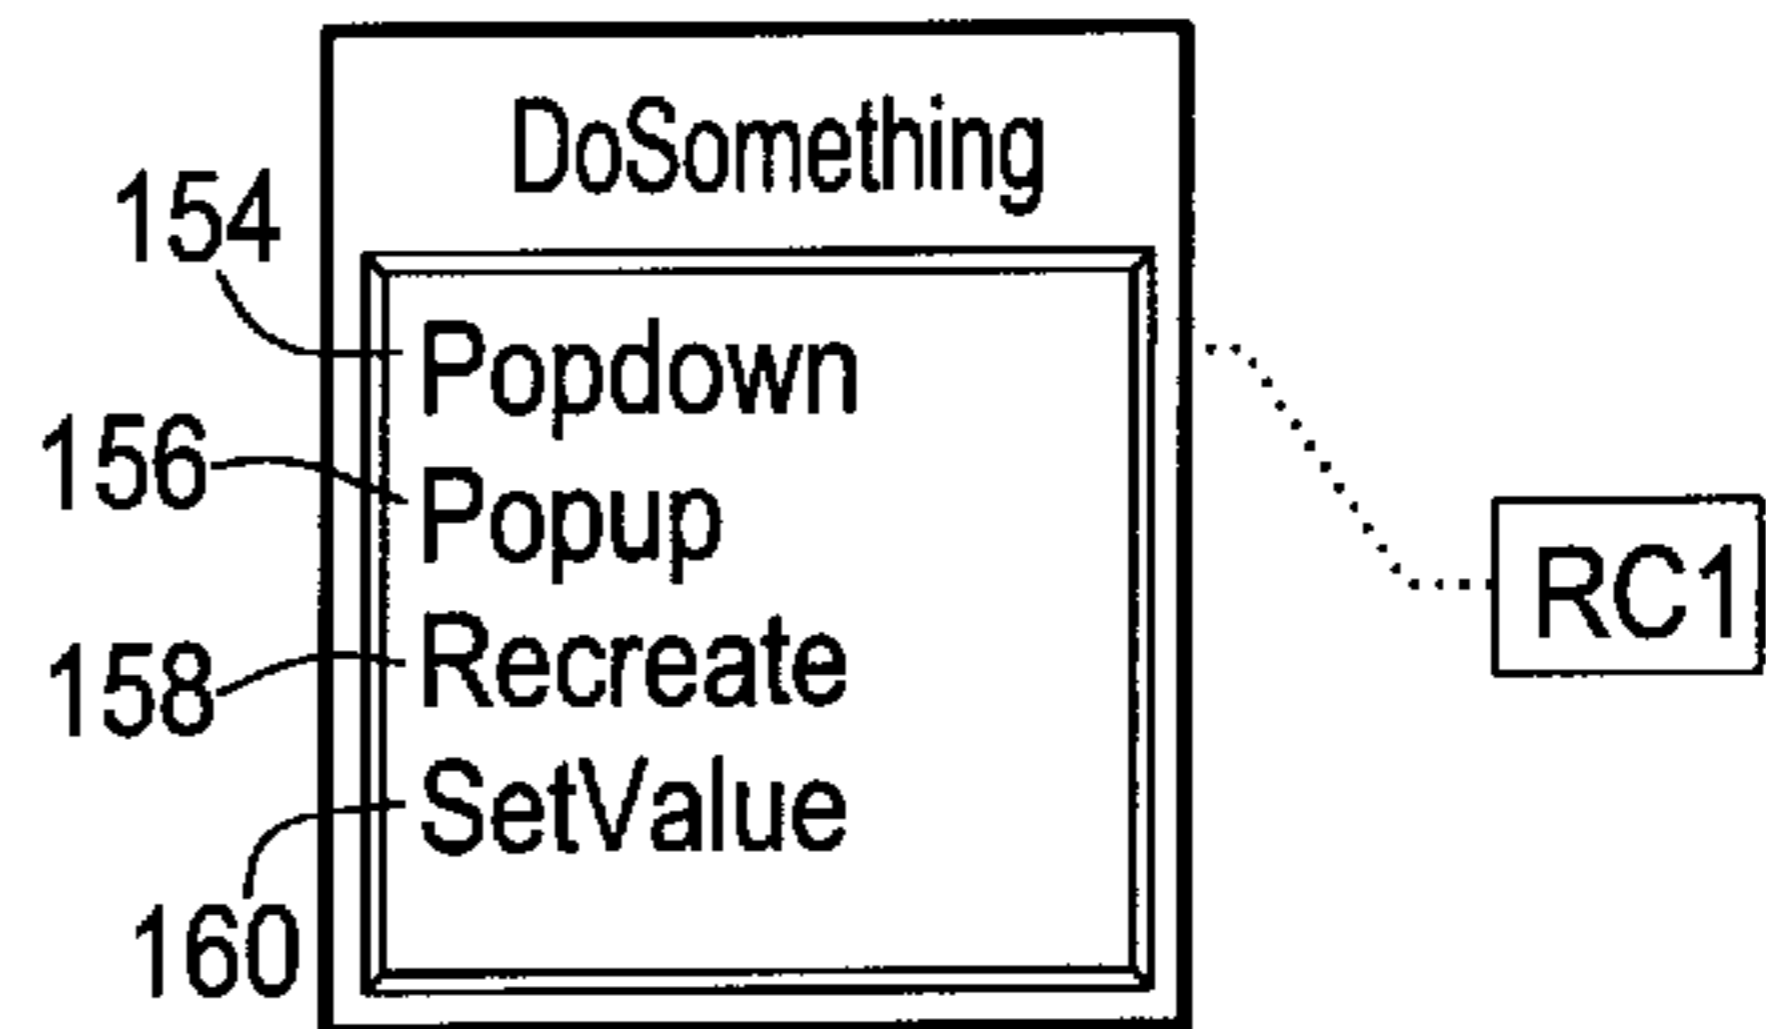 DoSomething
154
Popdown
156
Popup
158
Recreate
SetValue
160
RC1